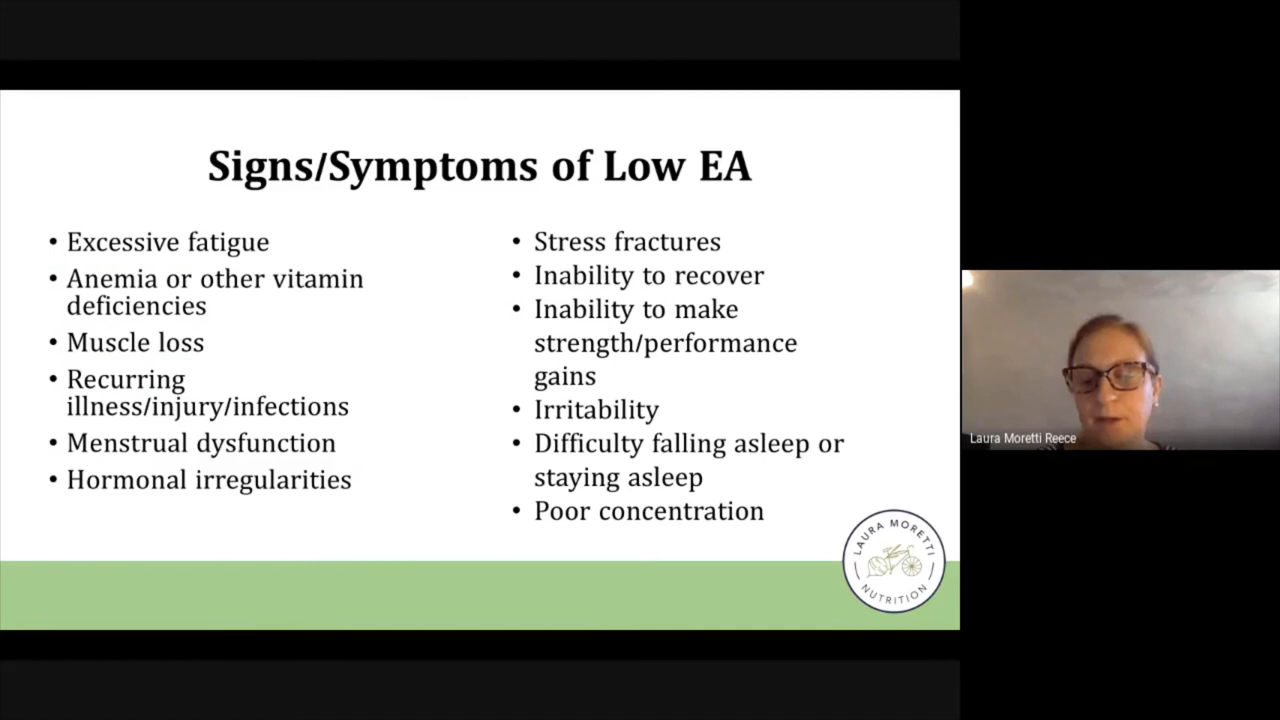 Signs/Symptoms of Low EA
• Excessive fatigue
• Anemia or other vitamin
deficiencies
• Muscle loss
• Recurring
illness/injury/infections
• Menstrual dysfunction
• Hormonal irregularities
• Stress fractures
• Inability to recover
• Inability to make
strength/performance
gains
• Irritability
• Difficulty falling asleep or
staying asleep
• Poor concentration
LAURA MORETTI
NUTRITION
Laura Moretti Reece